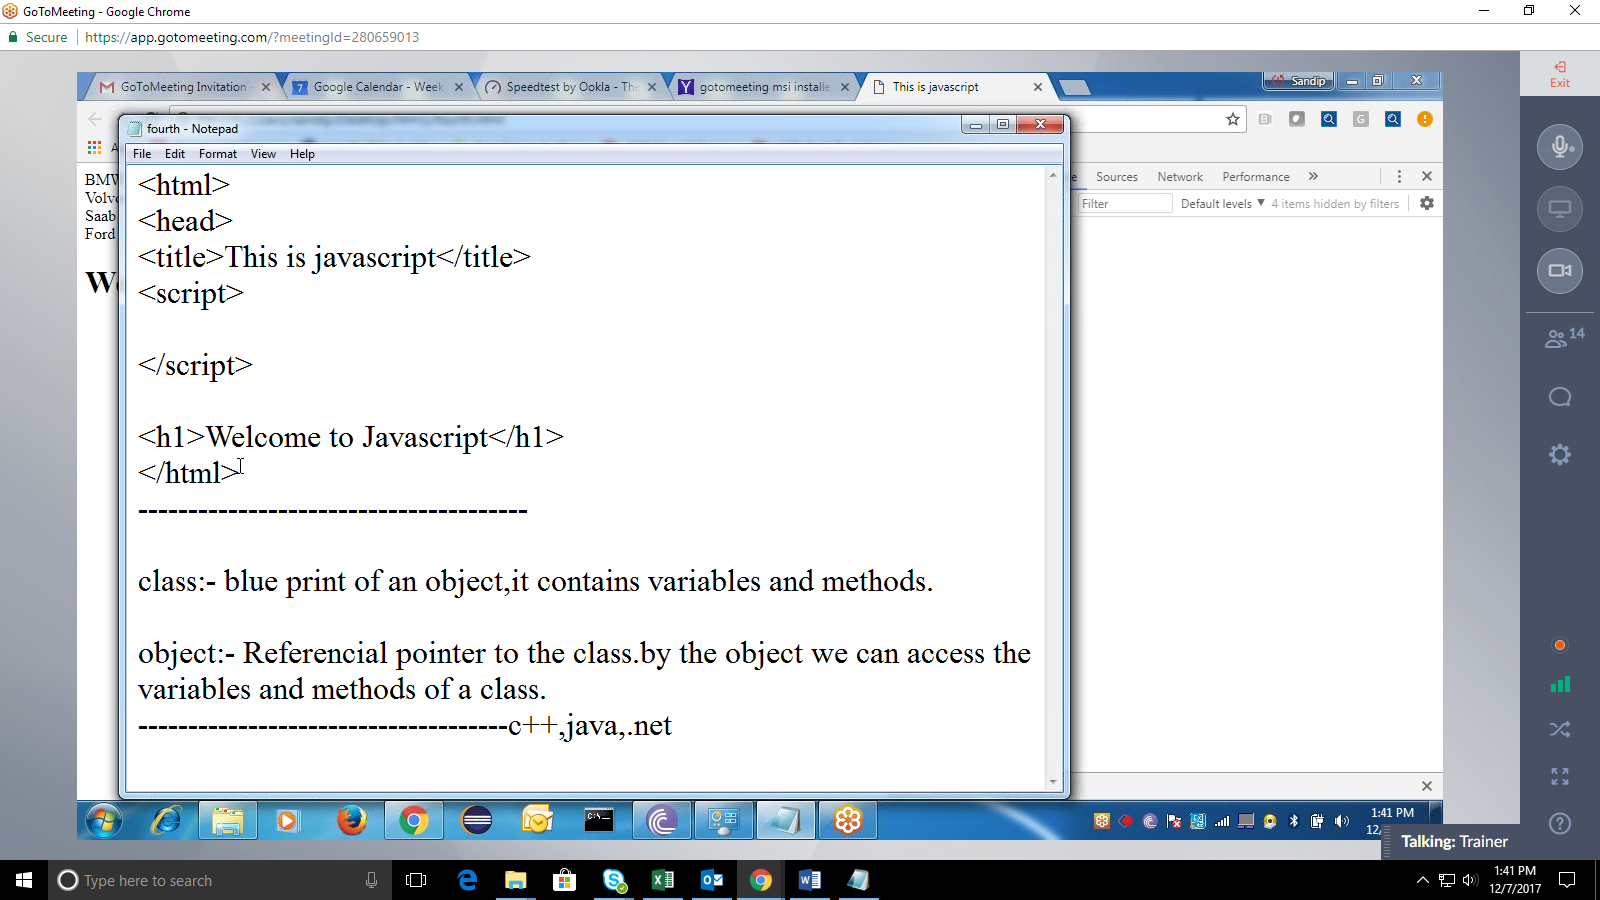 GoToMeeting - Google Chrome
Secure https://app.gotomeeting.com/?meetingId=280659013
GoToMeeting Invitation
Google Calendar - Week
Speedtest by Ookla - The
gotomeeting msi installe
This is javascript
Sandip
Exit
fourth - Notepad
File Edit Format View Help
Sources Network Performance
Filter Default levels 4 items hidden by filters
BMW
Volvo
Saab
Ford
<html>
<head>
<title>This is javascript</title>
<script>
</script>
<h1>Welcome to Javascript</h1>
</html>
---------------------------------------
class:- blue print of an object,it contains variables and methods.
object:- Referencial pointer to the class.by the object we can access the
variables and methods of a class.
-------------------------------------c++,java,.net
14
1:41 PM
12/
Talking: Trainer
Type here to search
1:41 PM
12/7/2017